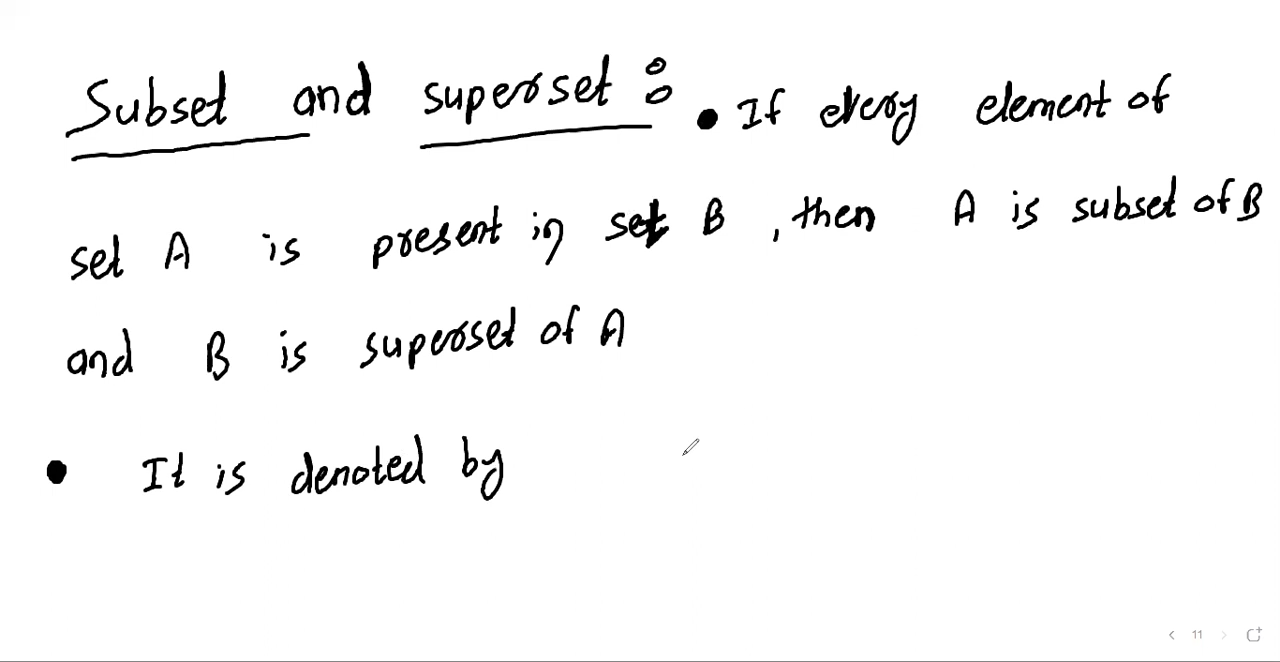 Subset and superset : • If every element of
set A is present in set B , then A is subset of B
and B is superset of A
• It is denoted by
11